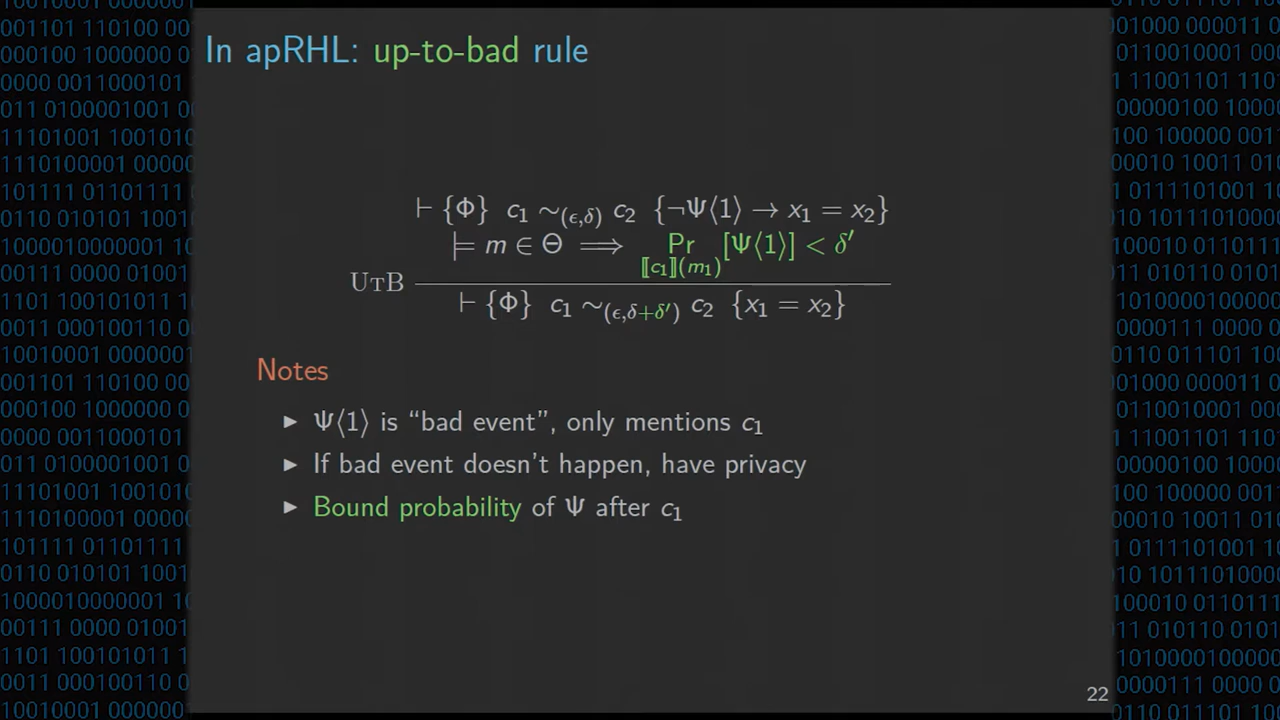 In apRHL: up-to-bad rule
⊢ {Φ} c₁ ∼(ϵ,δ) c₂ {¬Ψ⟨1⟩ → x₁ = x₂}
⊨ m ∈ Θ ⟹ Pr [Ψ⟨1⟩] < δ′
⟦c₁⟧(m₁)
UTB
⊢ {Φ} c₁ ∼(ϵ,δ+δ′) c₂ {x₁ = x₂}
Notes
▶ Ψ⟨1⟩ is “bad event”, only mentions c₁
▶ If bad event doesn't happen, have privacy
▶ Bound probability of Ψ after c₁
22